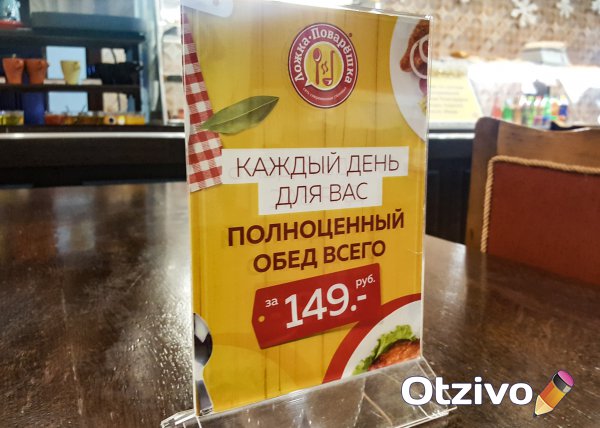 Ложка·Поварёшка
КАЖДЫЙ ДЕНЬ
ДЛЯ ВАС
ПОЛНОЦЕННЫЙ
ОБЕД ВСЕГО
за 149.- руб.
Otzivo